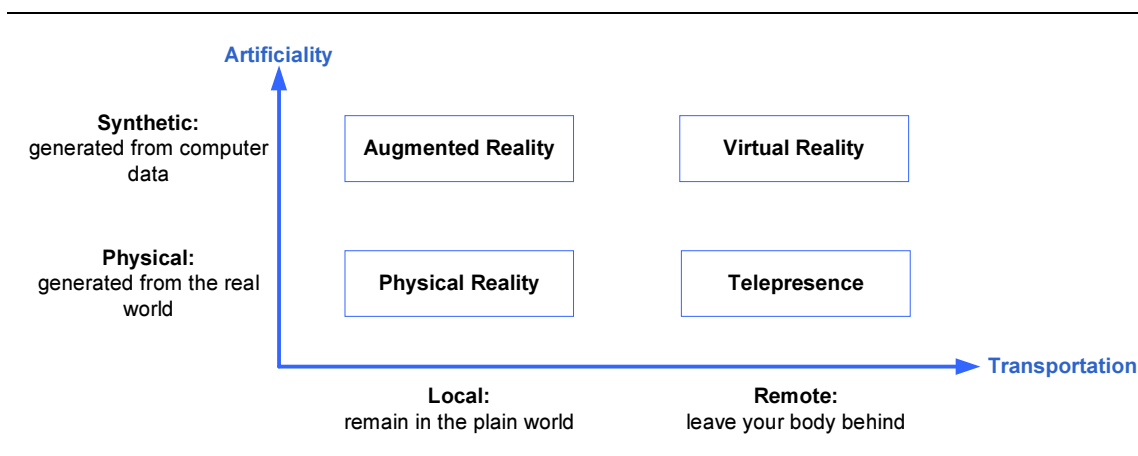 Artificiality
Synthetic:
generated from computer
data
Augmented Reality
Virtual Reality
Physical:
generated from the real
world
Physical Reality
Telepresence
Transportation
Local:
remain in the plain world
Remote:
leave your body behind